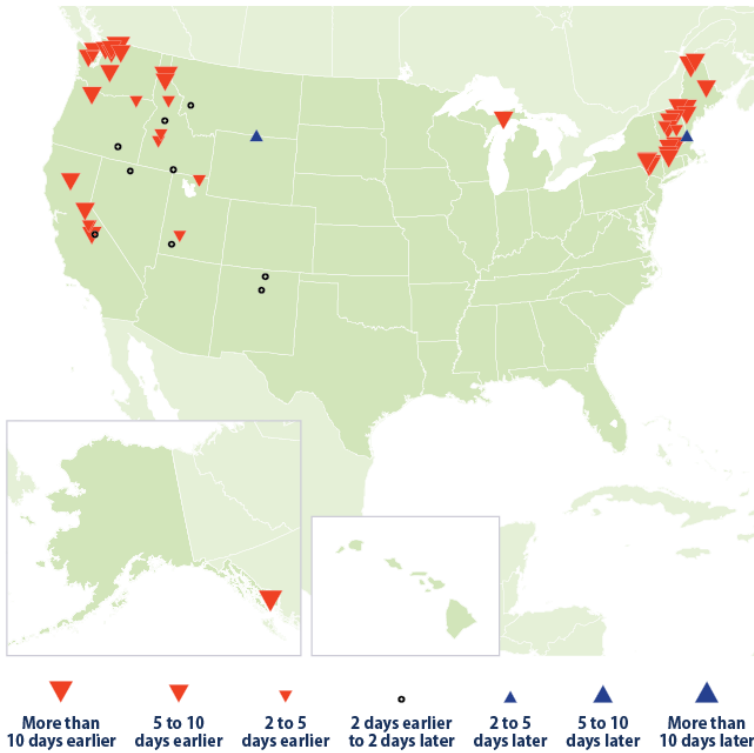 More than
10 days earlier
5 to 10
days earlier
2 to 5
days earlier
2 days earlier
to 2 days later
2 to 5
days later
5 to 10
days later
More than
10 days late